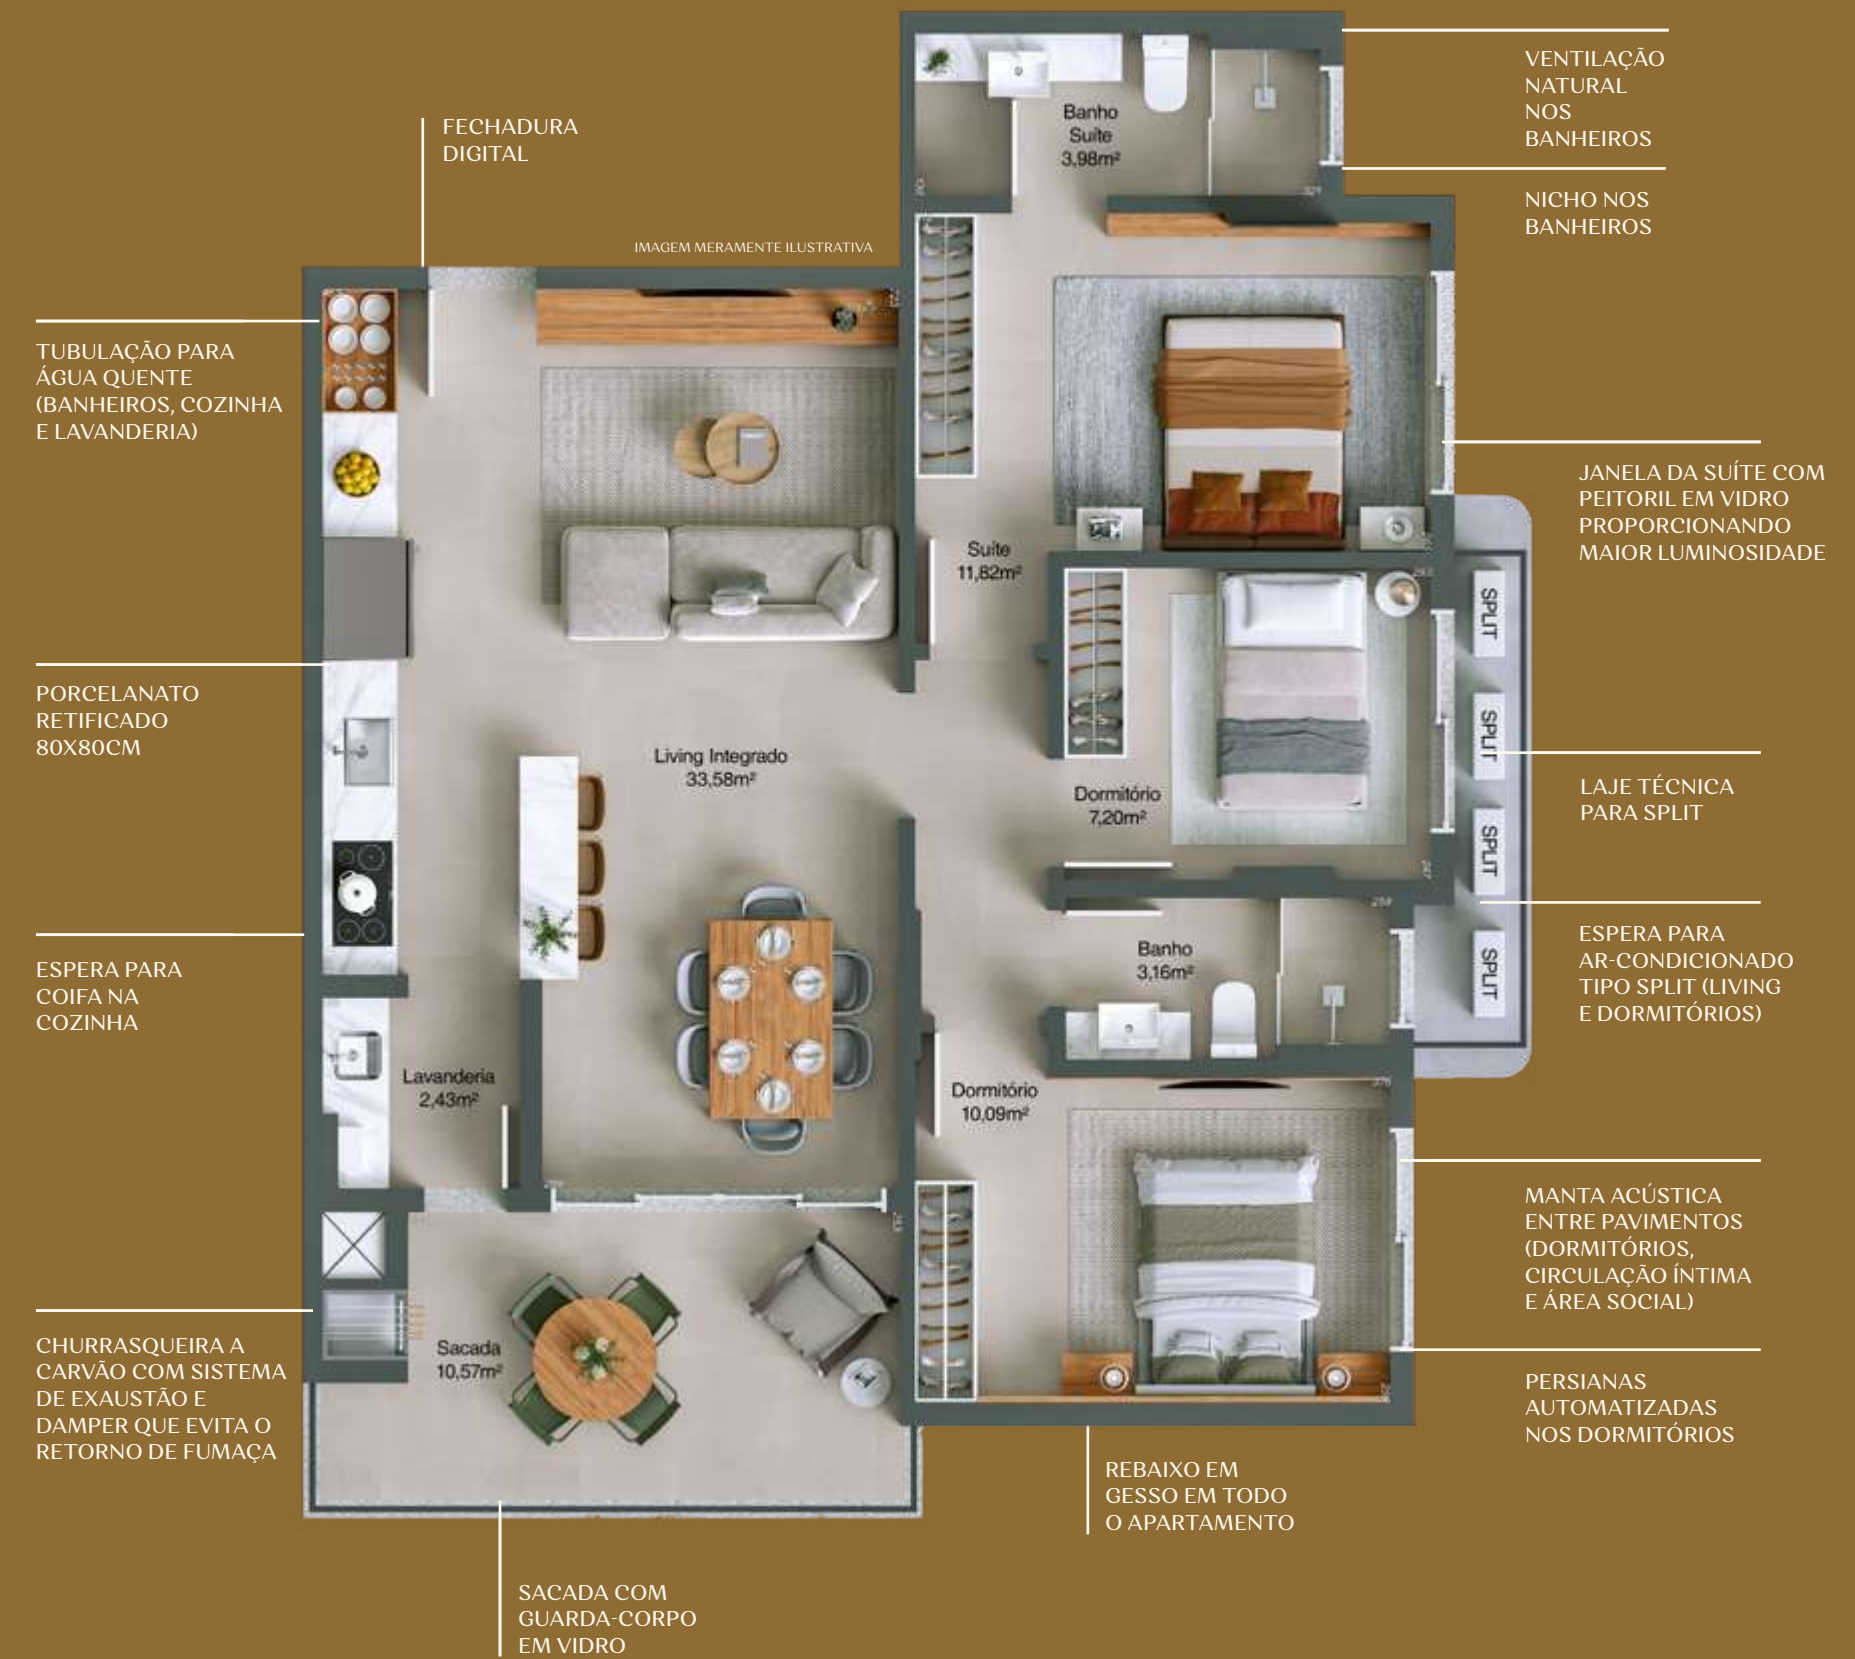 VENTILAÇÃO
NATURAL
NOS
BANHEIROS
NICHO NOS
BANHEIROS
FECHADURA
DIGITAL
IMAGEM MERAMENTE ILUSTRATIVA
Banho
Suíte
3,98m²
TUBULAÇÃO PARA
ÁGUA QUENTE
(BANHEIROS, COZINHA
E LAVANDERIA)
JANELA DA SUÍTE COM
PEITORIL EM VIDRO
PROPORCIONANDO
MAIOR LUMINOSIDADE
Suíte
11,82m²
SPLIT
SPLIT
SPLIT
SPLIT
PORCELANATO
RETIFICADO
80X80CM
Living Integrado
33,58m²
Dormitório
7,20m²
LAJE TÉCNICA
PARA SPLIT
ESPERA PARA
COIFA NA
COZINHA
Banho
3,16m²
ESPERA PARA
AR-CONDICIONADO
TIPO SPLIT (LIVING
E DORMITÓRIOS)
Lavanderia
2,43m²
Dormitório
10,09m²
MANTA ACÚSTICA
ENTRE PAVIMENTOS
(DORMITÓRIOS,
CIRCULAÇÃO ÍNTIMA
E ÁREA SOCIAL)
CHURRASQUEIRA A
CARVÃO COM SISTEMA
DE EXAUSTÃO E
DAMPER QUE EVITA O
RETORNO DE FUMAÇA
Sacada
10,57m²
PERSIANAS
AUTOMATIZADAS
NOS DORMITÓRIOS
REBAIXO EM
GESSO EM TODO
O APARTAMENTO
SACADA COM
GUARDA-CORPO
EM VIDRO